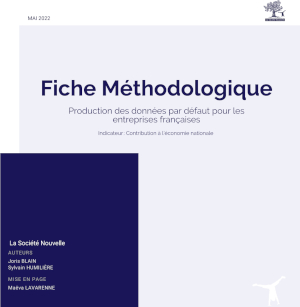 MAI 2022
Fiche Méthodologique
Production des données par défaut pour les
entreprises françaises
Indicateur: Contribution à l'économie nationale
La Société Nouvelle
AUTEURS
Joris BLAIN
Sylvain HUMILIÈRE
MISE EN PAGE
Maëva LAVARENNE